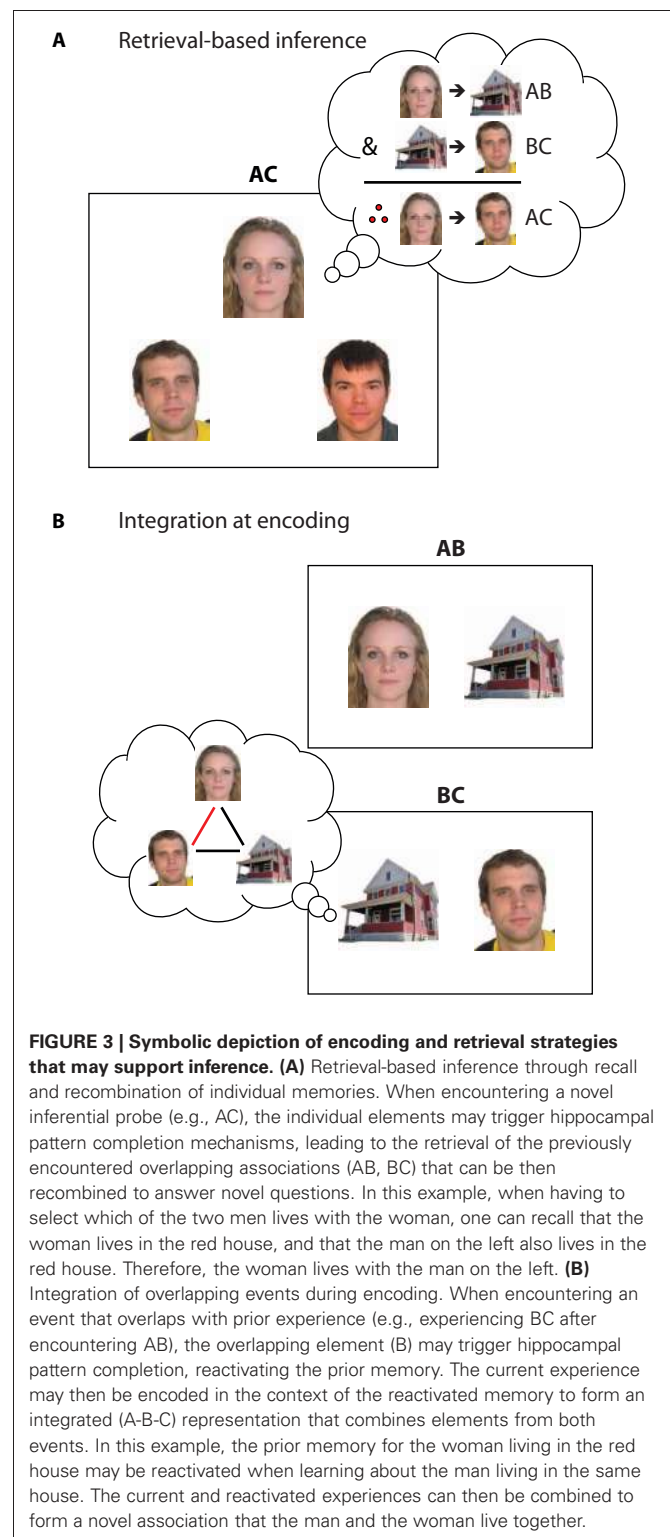 A Retrieval-based inference
➔ AB
& ➔ BC
AC
∴ ➔ AC
B Integration at encoding
AB
BC
FIGURE 3 | Symbolic depiction of encoding and retrieval strategies
that may support inference. (A) Retrieval-based inference through recall
and recombination of individual memories. When encountering a novel
inferential probe (e.g., AC), the individual elements may trigger hippocampal
pattern completion mechanisms, leading to the retrieval of the previously
encountered overlapping associations (AB, BC) that can be then
recombined to answer novel questions. In this example, when having to
select which of the two men lives with the woman, one can recall that the
woman lives in the red house, and that the man on the left also lives in the
red house. Therefore, the woman lives with the man on the left. (B)
Integration of overlapping events during encoding. When encountering an
event that overlaps with prior experience (e.g., experiencing BC after
encountering AB), the overlapping element (B) may trigger hippocampal
pattern completion, reactivating the prior memory. The current experience
may then be encoded in the context of the reactivated memory to form an
integrated (A-B-C) representation that combines elements from both
events. In this example, the prior memory for the woman living in the red
house may be reactivated when learning about the man living in the same
house. The current and reactivated experiences can then be combined to
form a novel association that the man and the woman live together.